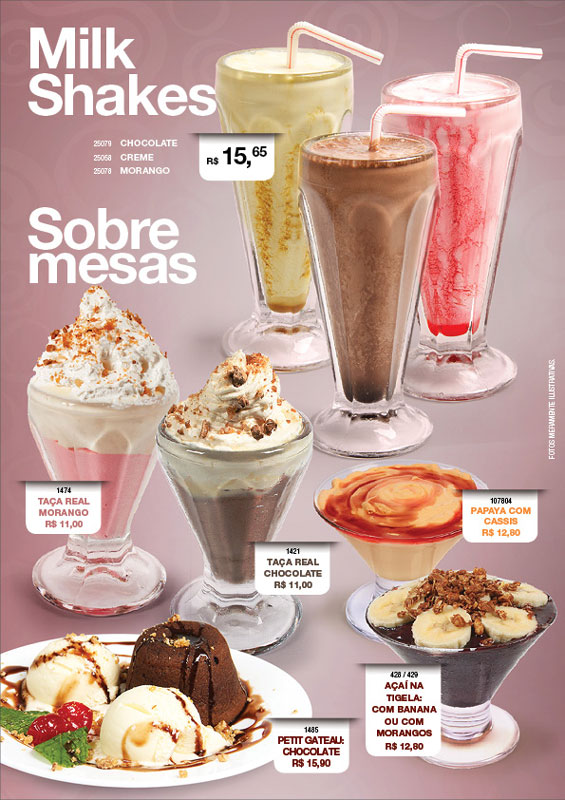 Milk
Shakes
25079 CHOCOLATE
25058 CREME
25078 MORANGO
R$ 15,65
Sobre
mesas
FOTOS MERAMENTE ILUSTRATIVAS.
1474
TAÇA REAL
MORANGO
R$ 11,00
1421
TAÇA REAL
CHOCOLATE
R$ 11,00
107804
PAPAYA COM
CASSIS
R$ 12,80
428 / 429
AÇAÍ NA
TIGELA:
COM BANANA
OU COM
MORANGOS
R$ 12,80
1485
PETIT GATEAU:
CHOCOLATE
R$ 15,90